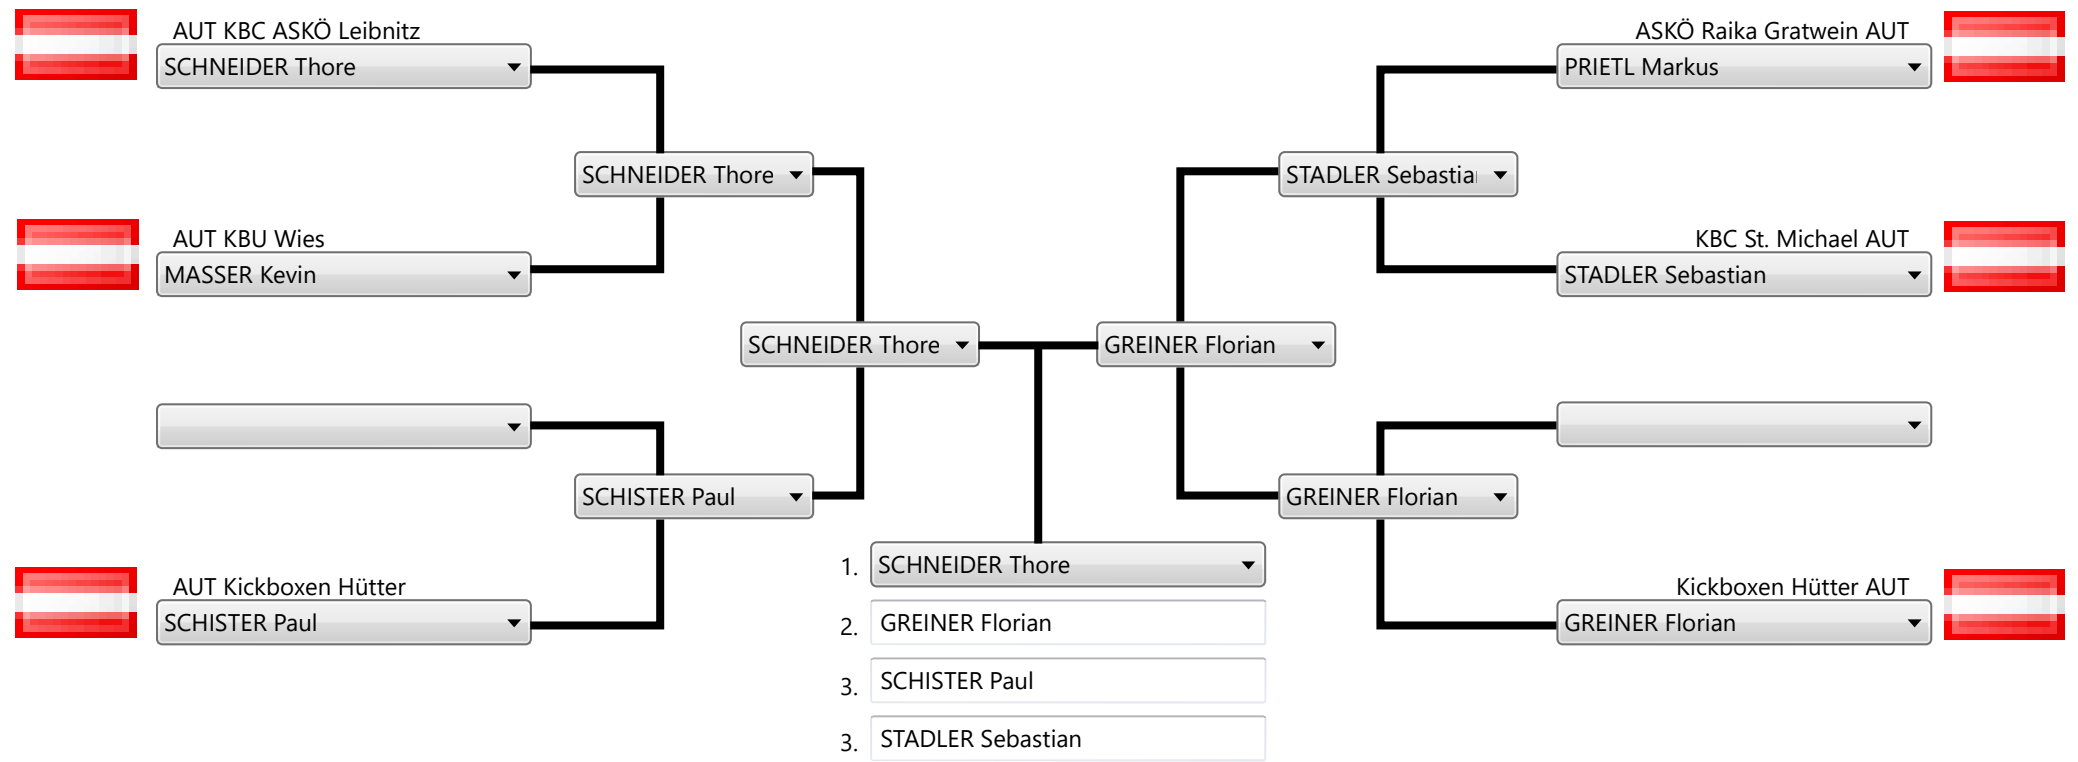 AUT KBC ASKÖ Leibnitz
SCHNEIDER Thore
ASKÖ Raika Gratwein AUT
PRIETL Markus
SCHNEIDER Thore
STADLER Sebastia
AUT KBU Wies
MASSER Kevin
KBC St. Michael AUT
STADLER Sebastian
SCHNEIDER Thore
GREINER Florian
SCHISTER Paul
GREINER Florian
AUT Kickboxen Hütter
SCHISTER Paul
Kickboxen Hütter AUT
GREINER Florian
1. SCHNEIDER Thore
2. GREINER Florian
3. SCHISTER Paul
3. STADLER Sebastian